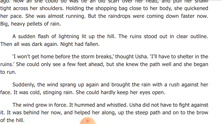 ago. Now all she could do was tie an old scarf over her head, and pull her shawl
tight across her shoulders. Holding the shopping bag close to her body, she quickened
her pace. She was almost running. But the raindrops were coming down faster now.
Big, heavy pellets of rain.
A sudden flash of lightning lit up the hill. The ruins stood out in clear outline.
Then all was dark again. Night had fallen.
'I won't get home before the storm breaks,' thought Usha. 'I'll have to shelter in the
ruins.' She could only see a few feet ahead, but she knew the path well and she began
to run.
Suddenly, the wind sprang up again and brought the rain with a rush against her
face. It was cold, stinging rain. She could hardly keep her eyes open.
The wind grew in force. It hummed and whistled. Usha did not have to fight against
it. It was behind her now, and helped her along, up the steep path and on to the brow
of the hill.